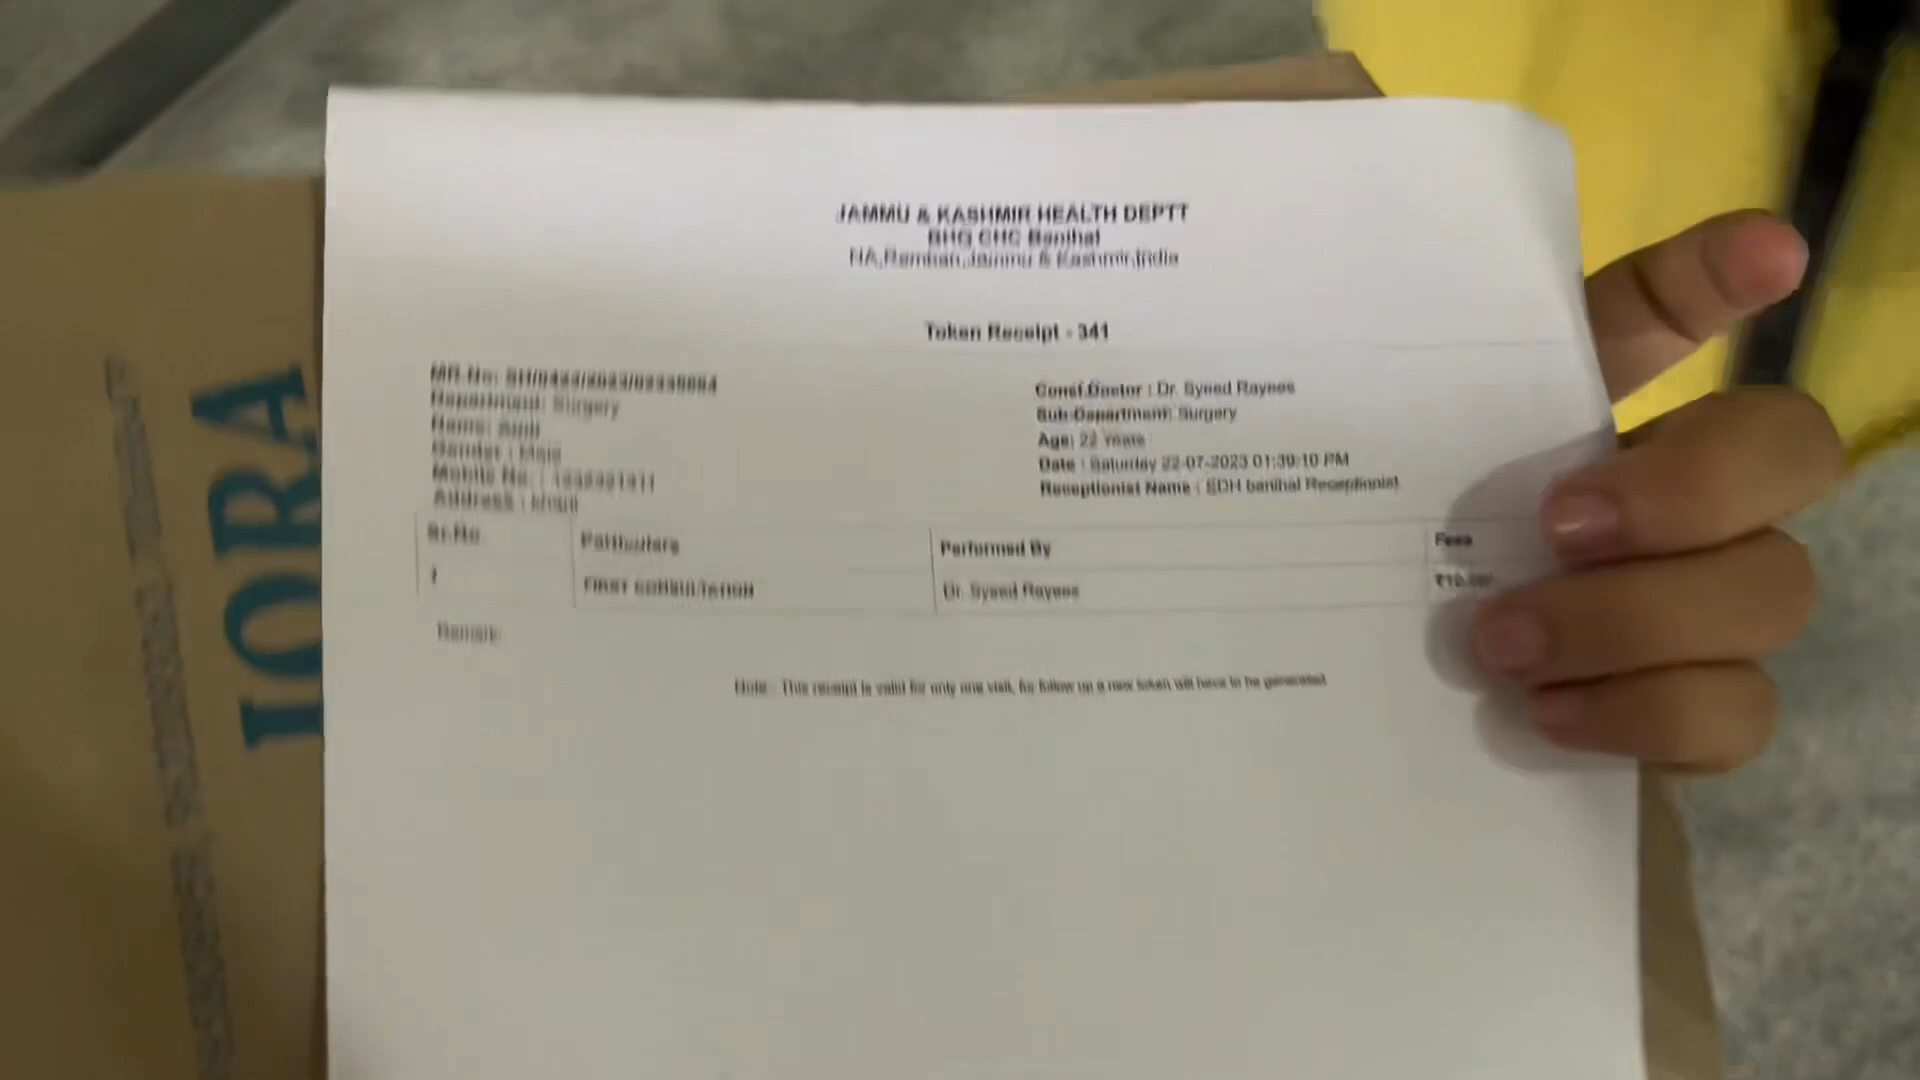 JAMMU & KASHMIR HEALTH DEPTT
BHQ CHC Banihal
NA,Ramban,Jammu & Kashmir,India
Token Receipt - 341
MR No:
Department: Surgery
Name:
Gender : Male
Mobile No. :
Address :
Consl.Doctor : Dr. Syeed Rayees
Sub-Department: Surgery
Age: 22 Years
Date : Saturday 22-07-2023 01:39:10 PM
Receptionist Name : EDH banihal Receptionist
Sr.No Particulars Performed By Fees
1 FIRST CONSULTATION Dr. Syeed Rayees
Remark:
Note:- This receipt is valid for only one visit, for follow up a new token will have to be generated
IORA